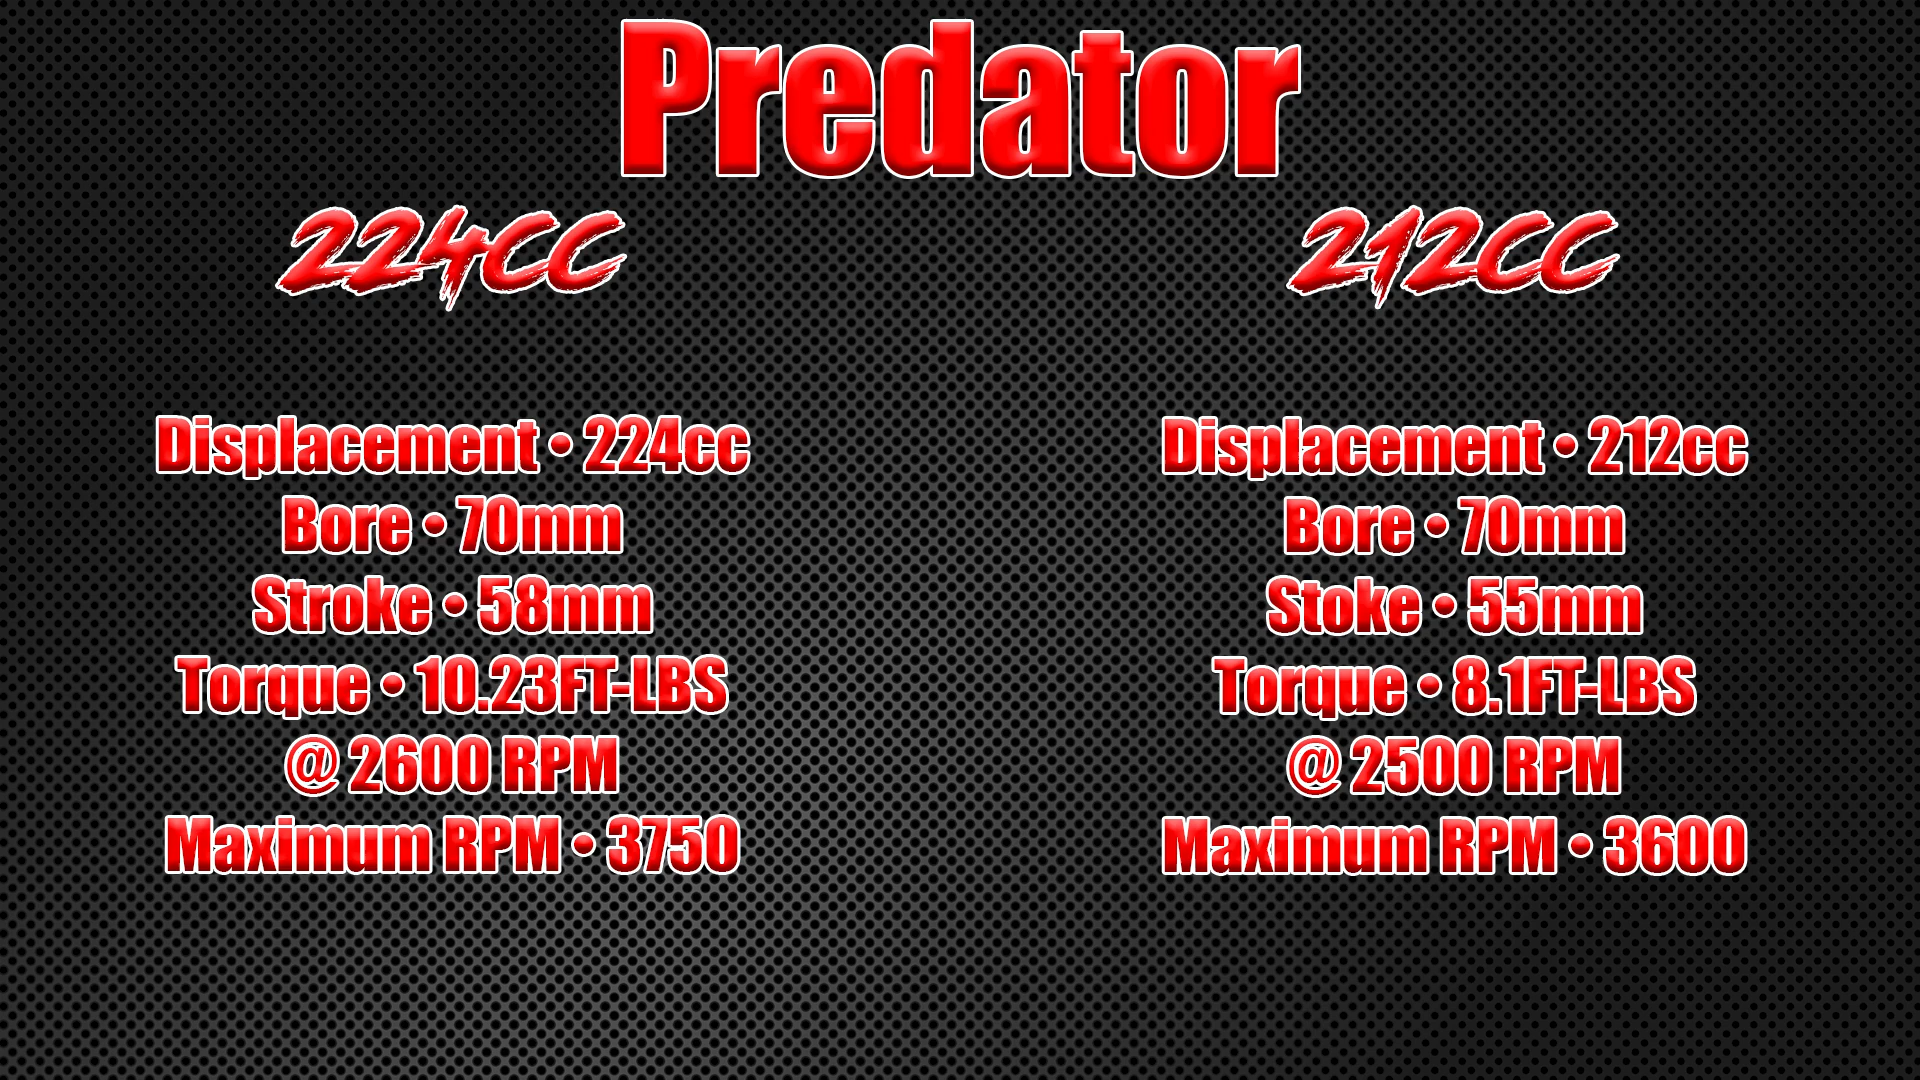 Predator
224CC
Displacement • 224cc
Bore • 70mm
Stroke • 58mm
Torque • 10.23FT-LBS
@ 2600 RPM
Maximum RPM • 3750
212CC
Displacement • 212cc
Bore • 70mm
Stoke • 55mm
Torque • 8.1FT-LBS
@ 2500 RPM
Maximum RPM • 3600